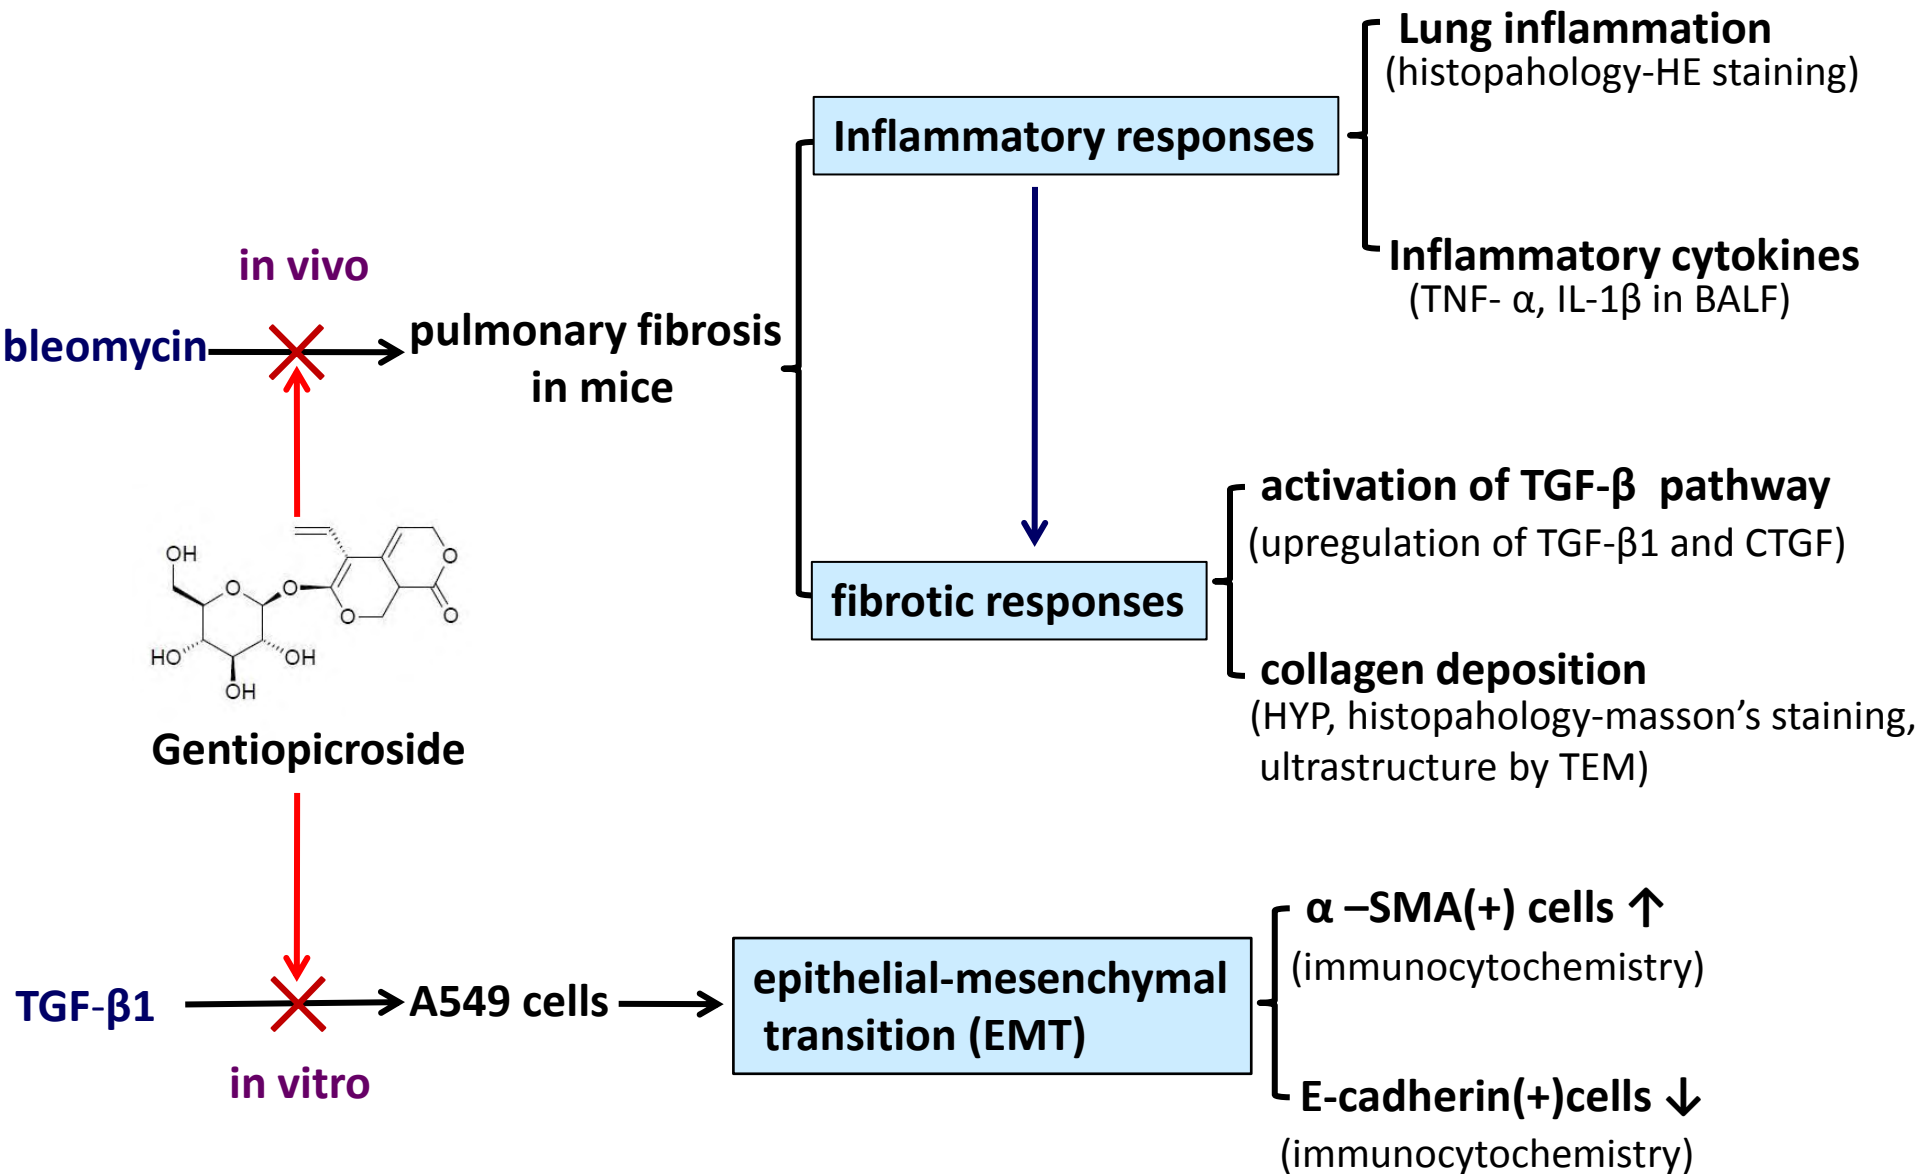 Lung inflammation
(histopahology-HE staining)
Inflammatory responses
Inflammatory cytokines
(TNF- α, IL-1β in BALF)
in vivo
bleomycin
pulmonary fibrosis
in mice
activation of TGF-β  pathway
(upregulation of TGF-β1 and CTGF)
fibrotic responses
collagen deposition
(HYP, histopahology-masson’s staining,
ultrastructure by TEM)
OH
O
O
O
O
O
HO
OH
OH
Gentiopicroside
α –SMA(+) cells ↑
(immunocytochemistry)
TGF-β1
A549 cells
epithelial-mesenchymal
transition (EMT)
in vitro
E-cadherin(+)cells ↓
(immunocytochemistry)